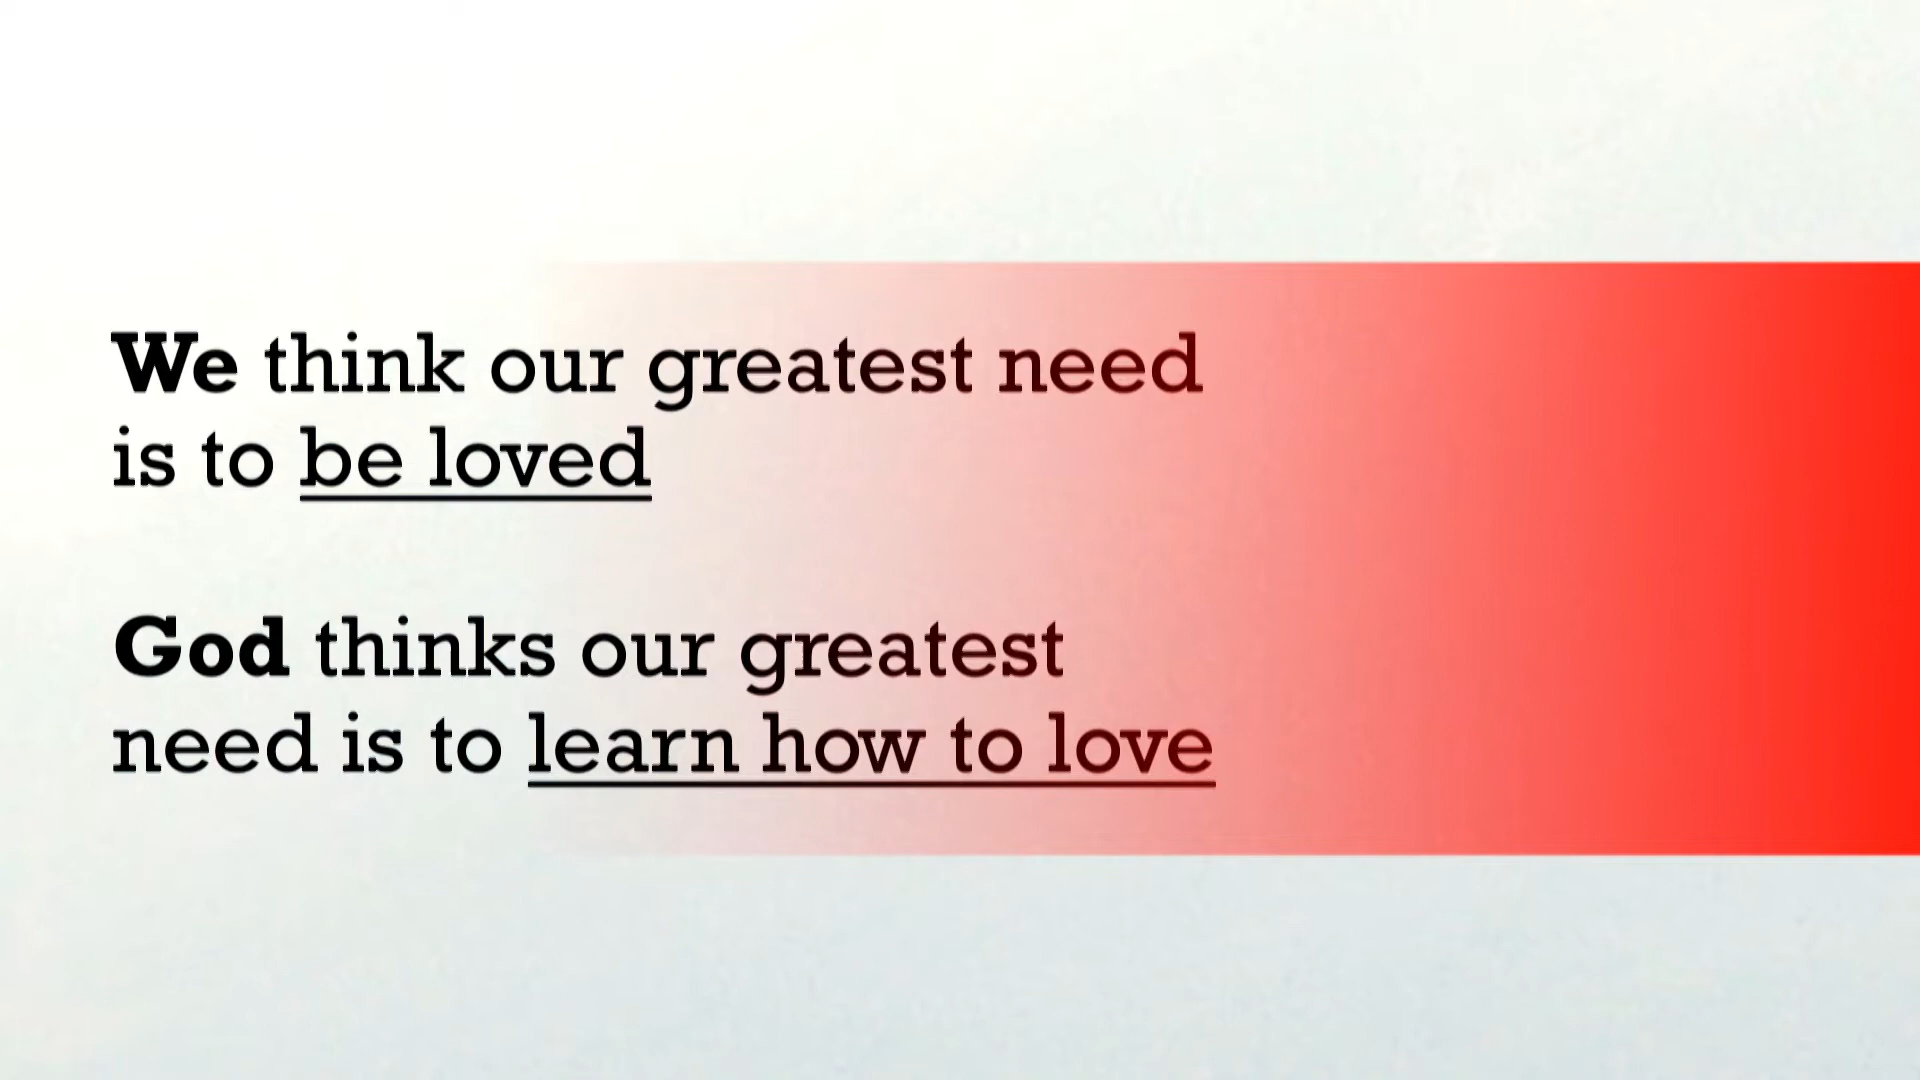 We think our greatest need
is to be loved
God thinks our greatest
need is to learn how to love